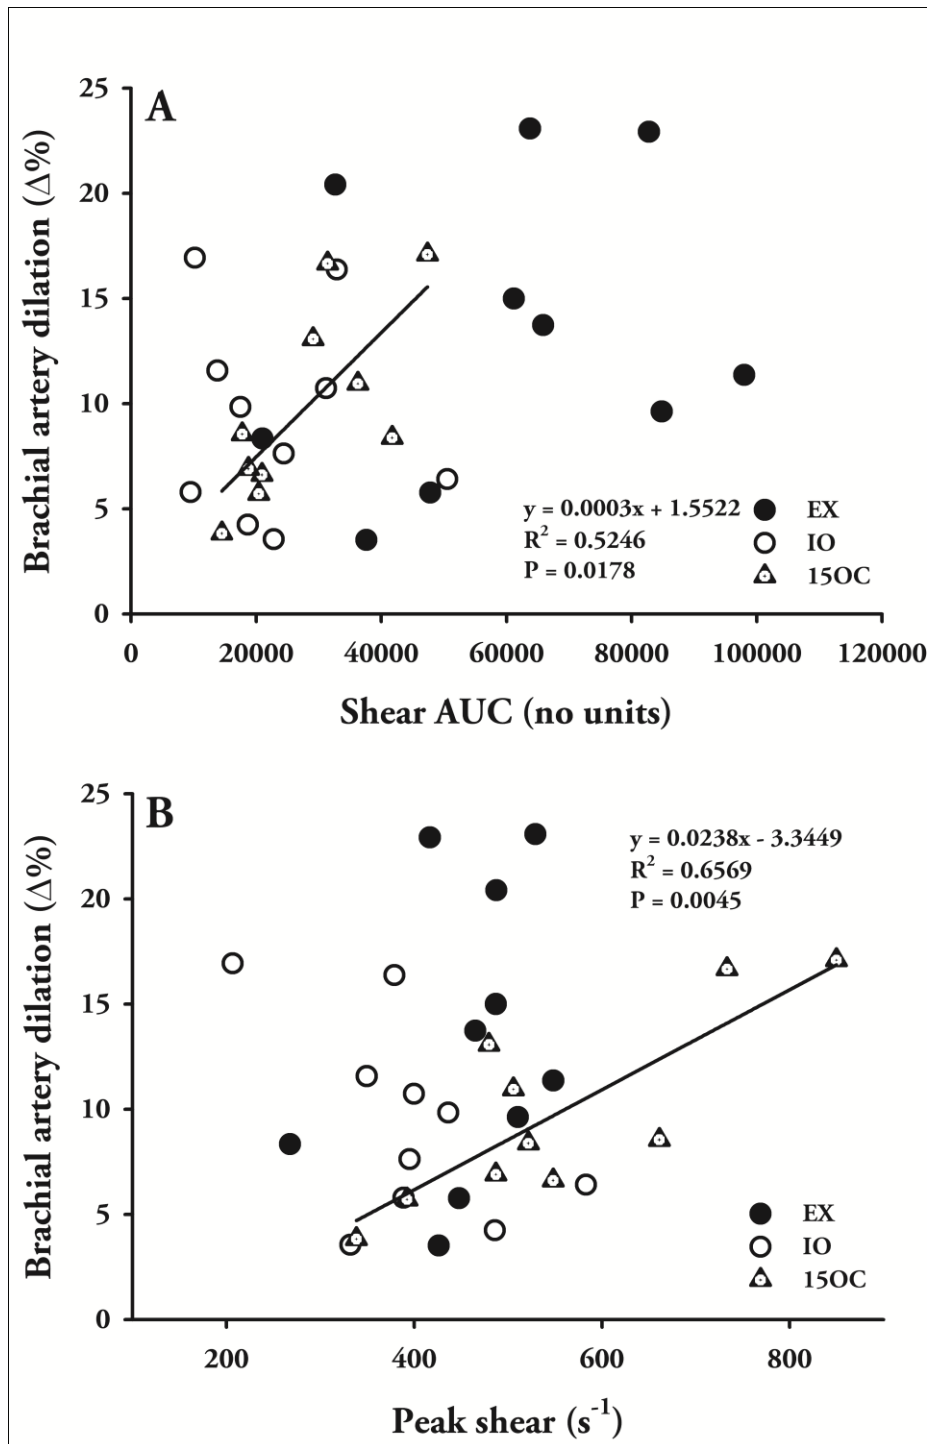 A
25
20
15
10
5
0
Brachial artery dilation (Δ%)
y = 0.0003x + 1.5522
R² = 0.5246
P = 0.0178
EX
IO
15OC
0 20000 40000 60000 80000 100000 120000
Shear AUC (no units)
B
25
20
15
10
5
0
Brachial artery dilation (Δ%)
y = 0.0238x - 3.3449
R² = 0.6569
P = 0.0045
EX
IO
15OC
200 400 600 800
Peak shear (s⁻¹)